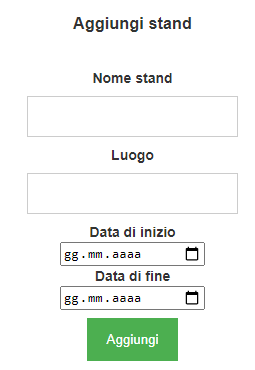 Aggiungi stand
Nome stand
Luogo
Data di inizio
gg.mm.aaaa
Data di fine
gg.mm.aaaa
Aggiungi